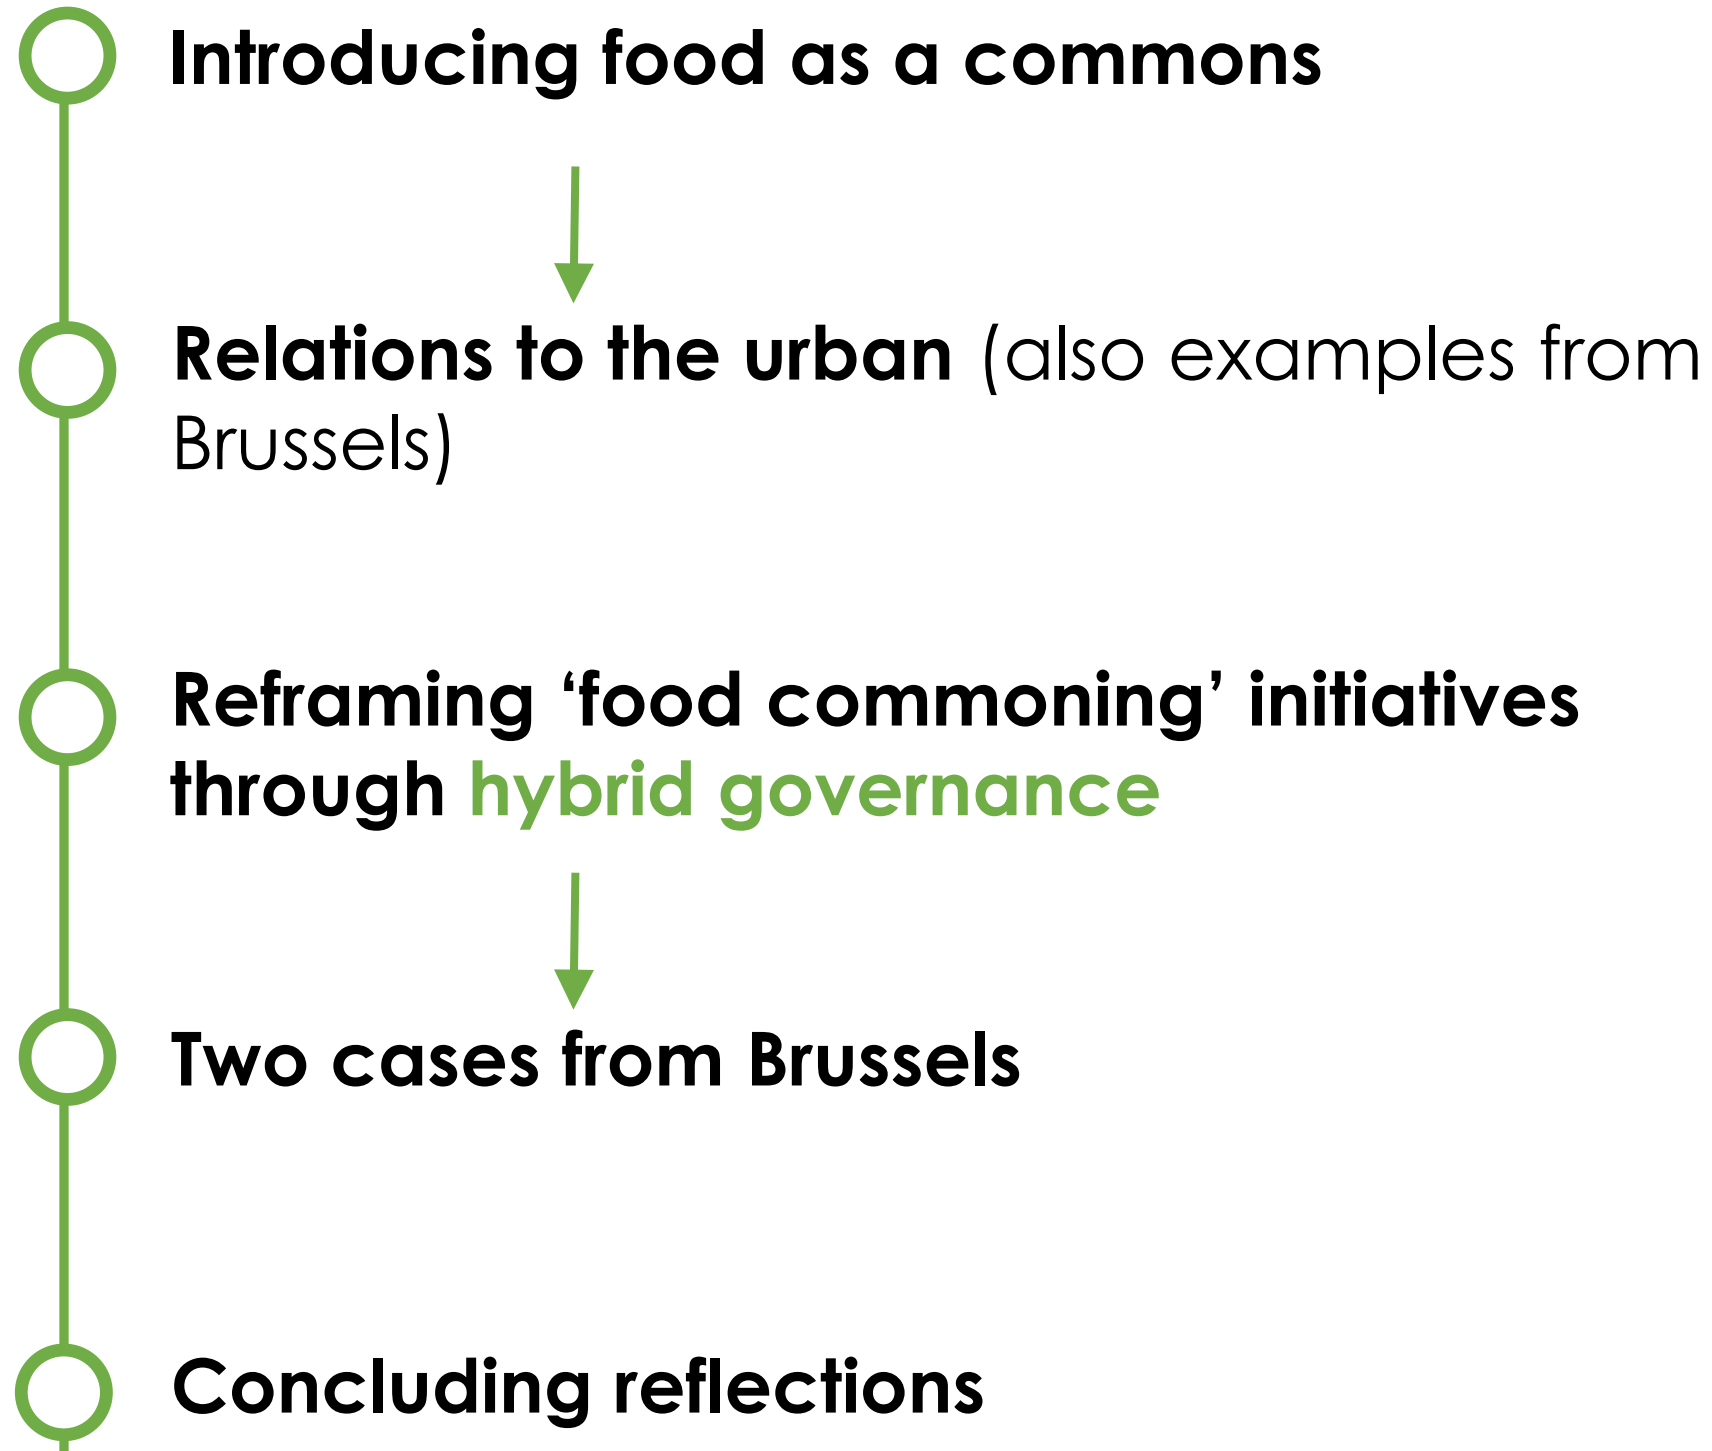 Introducing food as a commons
Relations to the urban (also examples from
Brussels)
Reframing ‘food commoning’ initiatives
through hybrid governance
Two cases from Brussels
Concluding reflections